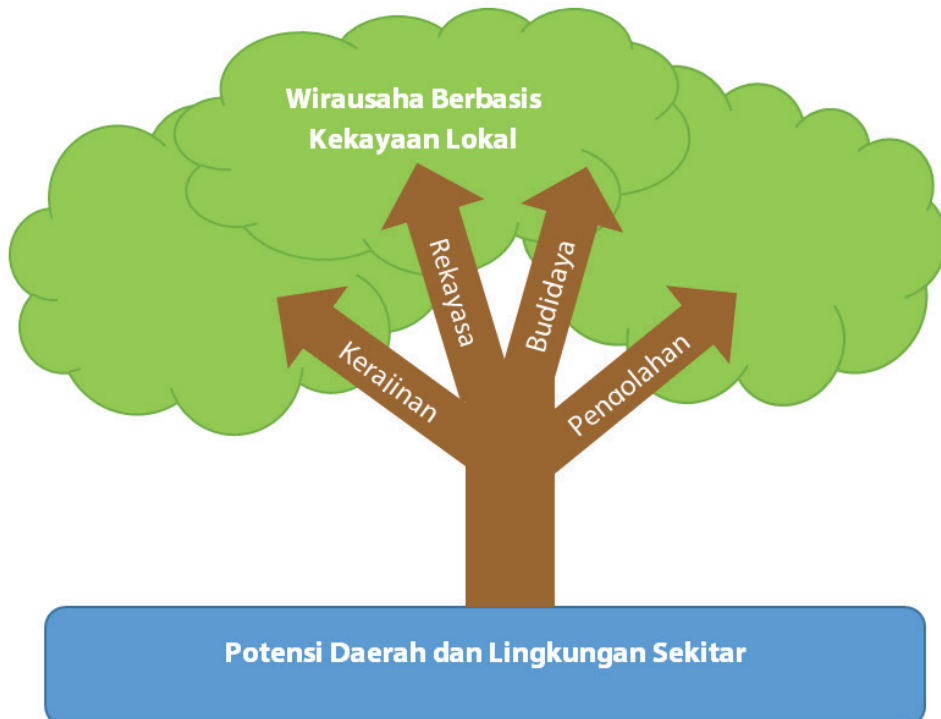 Wirausaha Berbasis
Kekayaan Lokal
Kerajinan
Rekayasa
Budidaya
Pengolahan
Potensi Daerah dan Lingkungan Sekitar